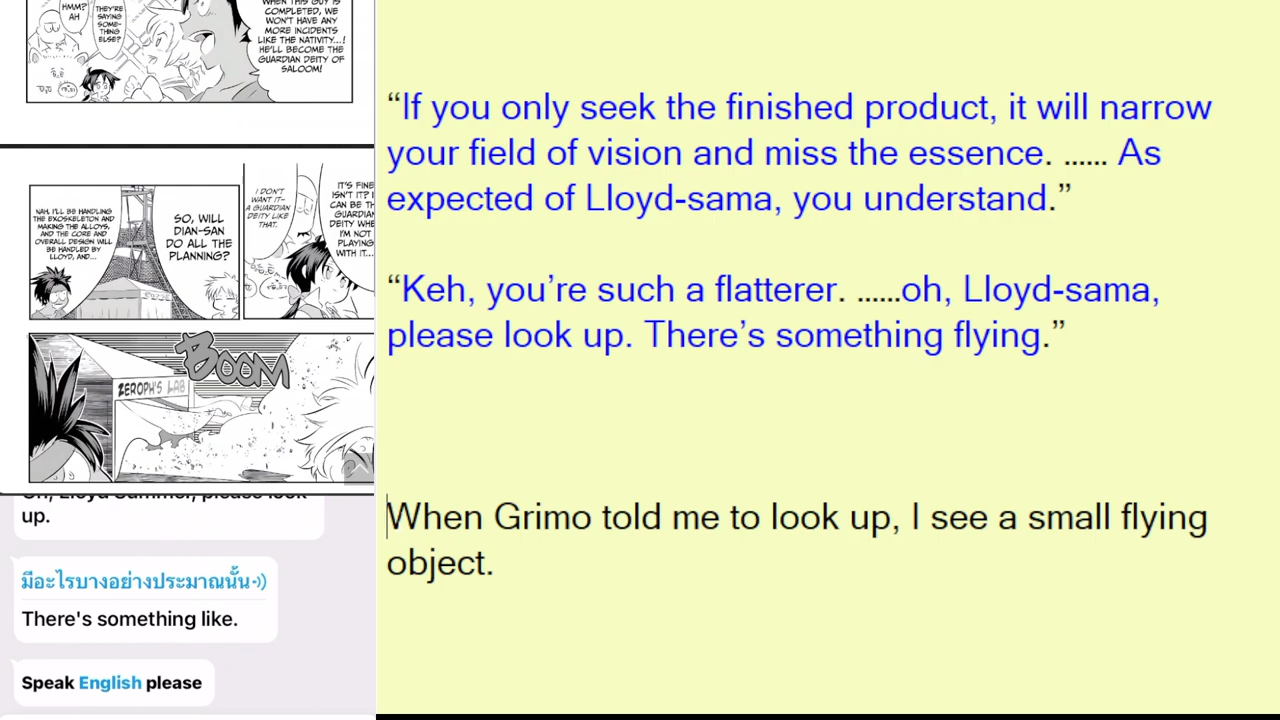 HMM?
AH
THEY'RE
SAYING
SOME-
THING
ELSE?
WHEN THIS GUY IS
COMPLETED, WE
WON'T HAVE ANY
MORE INCIDENTS
LIKE THE NATIVITY...!
HE'LL BECOME THE
GUARDIAN DEITY OF
SALOOM!
NAH, I'LL BE HANDLING
THE EXOSKELETON AND
MAKING THE ALLOYS,
AND THE CORE AND
OVERALL DESIGN WILL
BE HANDLED BY
LLOYD, AND...
SO, WILL
DIAN-SAN
DO ALL THE
PLANNING?
I DON'T
WANT IT-
A GUARDIAN
DEITY LIKE
THAT.
IT'S FINE
ISN'T IT?
CAN BE TH
GUARDIAN
DEITY WHE
I'M NOT
PLAYING
WITH IT...
BOOM
ZEROPH'S LAB
Oh, Lloyd Summer, please look
up.
มีอะไรบางอย่างประมาณนั้น
There's something like.
Speak English please
“If you only seek the finished product, it will narrow
your field of vision and miss the essence. ...... As
expected of Lloyd-sama, you understand.”
“Keh, you’re such a flatterer. ......oh, Lloyd-sama,
please look up. There’s something flying.”
When Grimo told me to look up, I see a small flying
object.